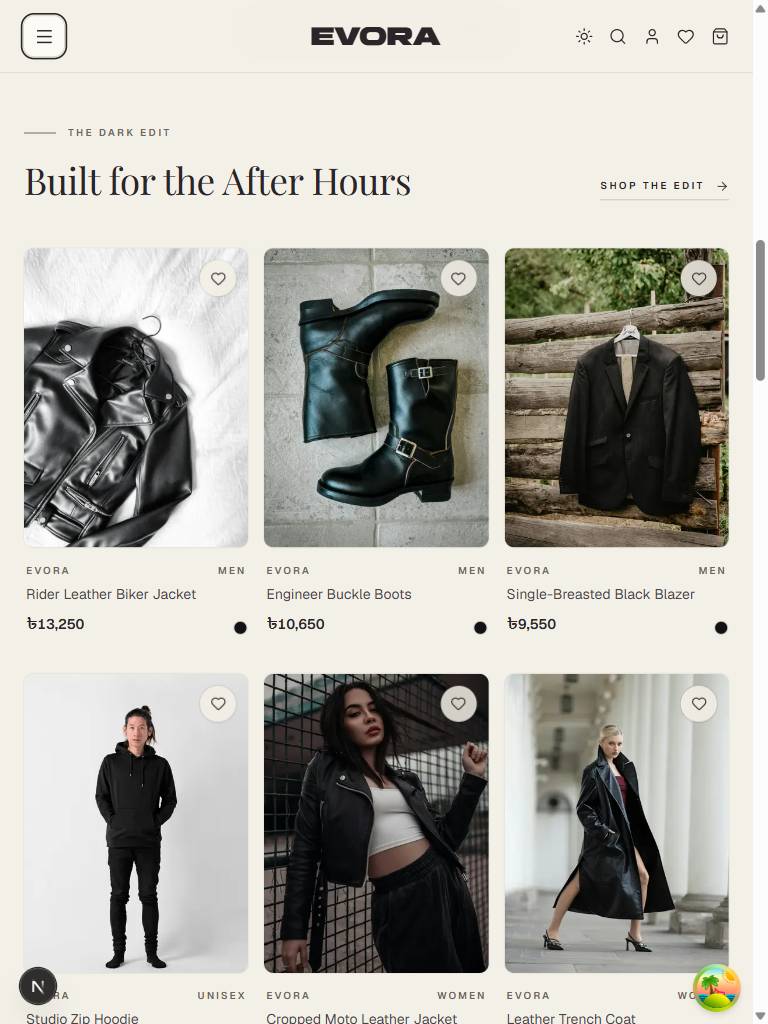 EVORA
THE DARK EDIT
Built for the After Hours
SHOP THE EDIT →
EVORA MEN
Rider Leather Biker Jacket
৳13,250
EVORA MEN
Engineer Buckle Boots
৳10,650
EVORA MEN
Single-Breasted Black Blazer
৳9,550
N
UNISEX
Studio Zip Hoodie
EVORA WOMEN
Cropped Moto Leather Jacket
EVORA
Leather Trench Coat